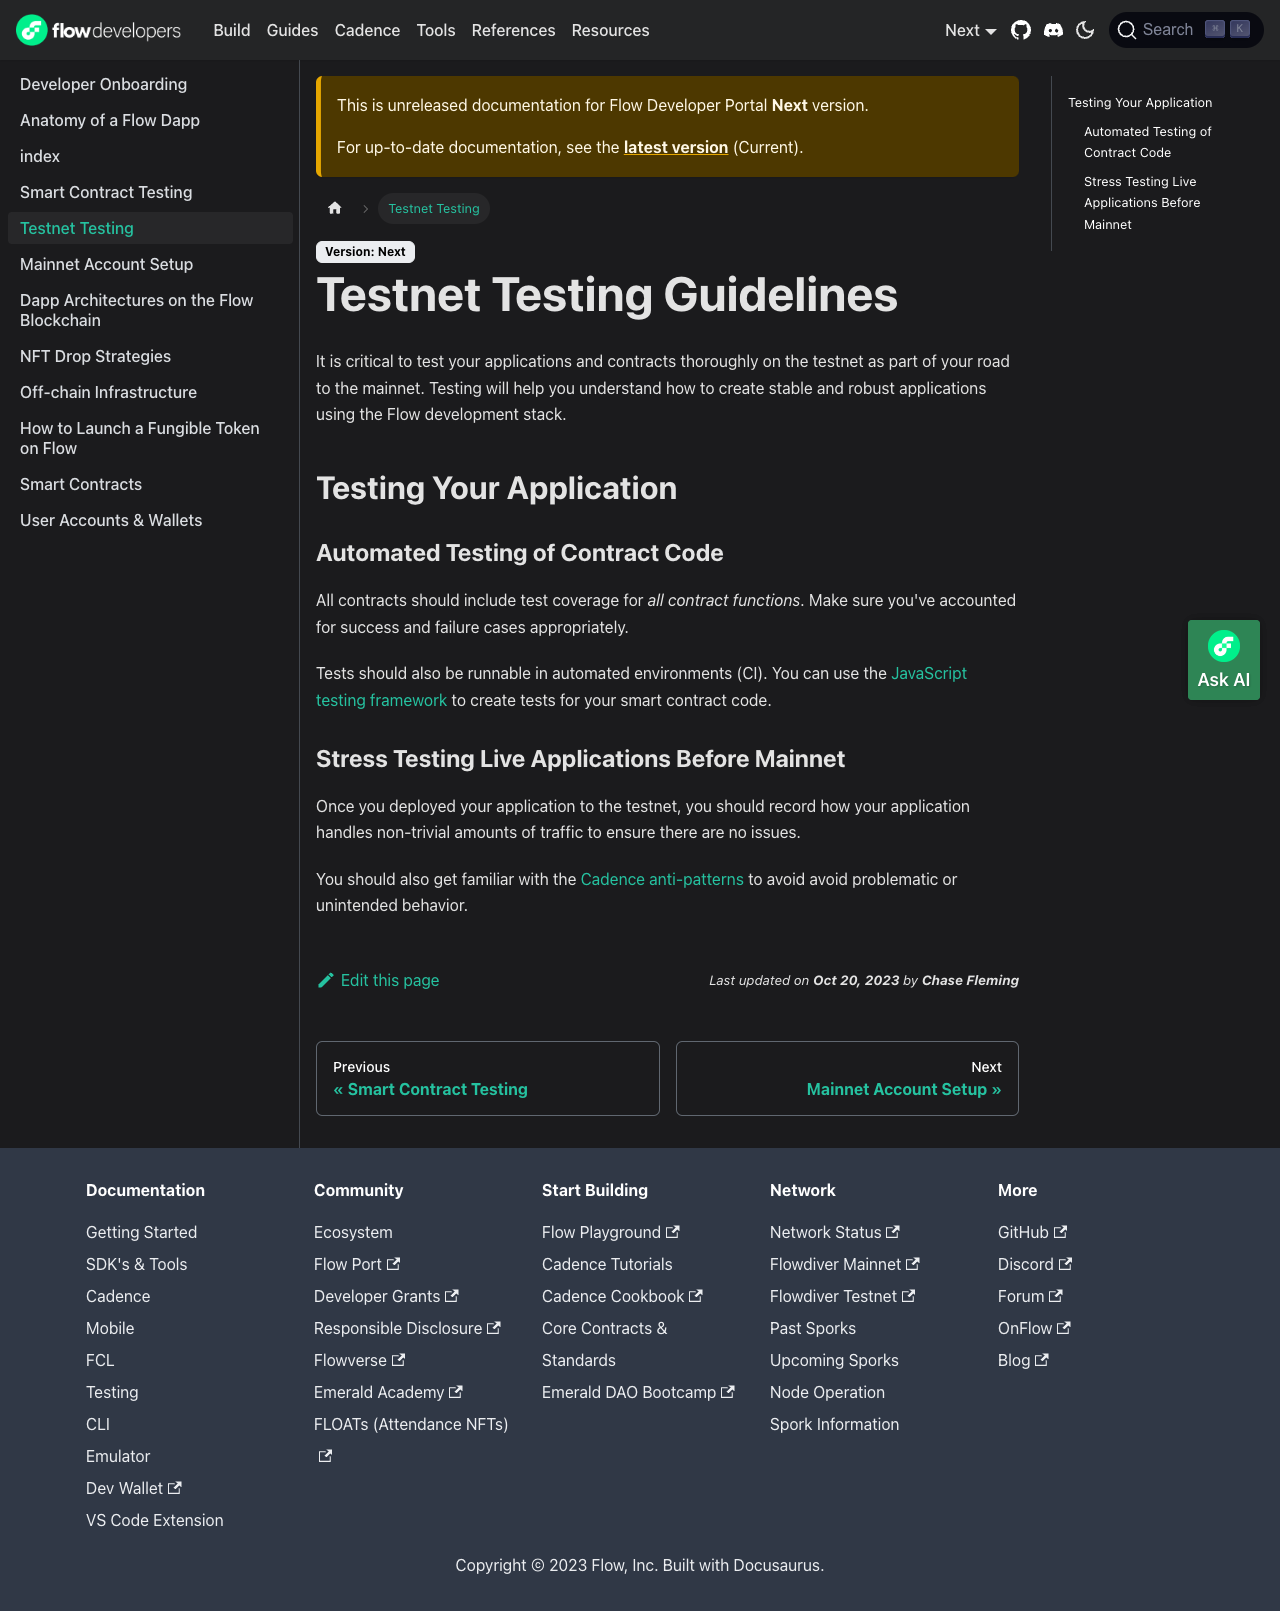 flowdevelopers
Build Guides Cadence Tools References Resources
Next
Search ⌘ K
Developer Onboarding
Anatomy of a Flow Dapp
index
Smart Contract Testing
Testnet Testing
Mainnet Account Setup
Dapp Architectures on the Flow
Blockchain
NFT Drop Strategies
Off-chain Infrastructure
How to Launch a Fungible Token
on Flow
Smart Contracts
User Accounts & Wallets
This is unreleased documentation for Flow Developer Portal Next version.
For up-to-date documentation, see the latest version (Current).
Testnet Testing
Version: Next
Testnet Testing Guidelines
It is critical to test your applications and contracts thoroughly on the testnet as part of your road
to the mainnet. Testing will help you understand how to create stable and robust applications
using the Flow development stack.
Testing Your Application
Automated Testing of Contract Code
All contracts should include test coverage for all contract functions. Make sure you've accounted
for success and failure cases appropriately.
Tests should also be runnable in automated environments (CI). You can use the JavaScript
testing framework to create tests for your smart contract code.
Stress Testing Live Applications Before Mainnet
Once you deployed your application to the testnet, you should record how your application
handles non-trivial amounts of traffic to ensure there are no issues.
You should also get familiar with the Cadence anti-patterns to avoid avoid problematic or
unintended behavior.
Edit this page
Last updated on Oct 20, 2023 by Chase Fleming
Previous
« Smart Contract Testing
Next
Mainnet Account Setup »
Testing Your Application
Automated Testing of
Contract Code
Stress Testing Live
Applications Before
Mainnet
Ask AI
Documentation
Getting Started
SDK's & Tools
Cadence
Mobile
FCL
Testing
CLI
Emulator
Dev Wallet
VS Code Extension
Community
Ecosystem
Flow Port
Developer Grants
Responsible Disclosure
Flowverse
Emerald Academy
FLOATs (Attendance NFTs)
Start Building
Flow Playground
Cadence Tutorials
Cadence Cookbook
Core Contracts &
Standards
Emerald DAO Bootcamp
Network
Network Status
Flowdiver Mainnet
Flowdiver Testnet
Past Sporks
Upcoming Sporks
Node Operation
Spork Information
More
GitHub
Discord
Forum
OnFlow
Blog
Copyright © 2023 Flow, Inc. Built with Docusaurus.